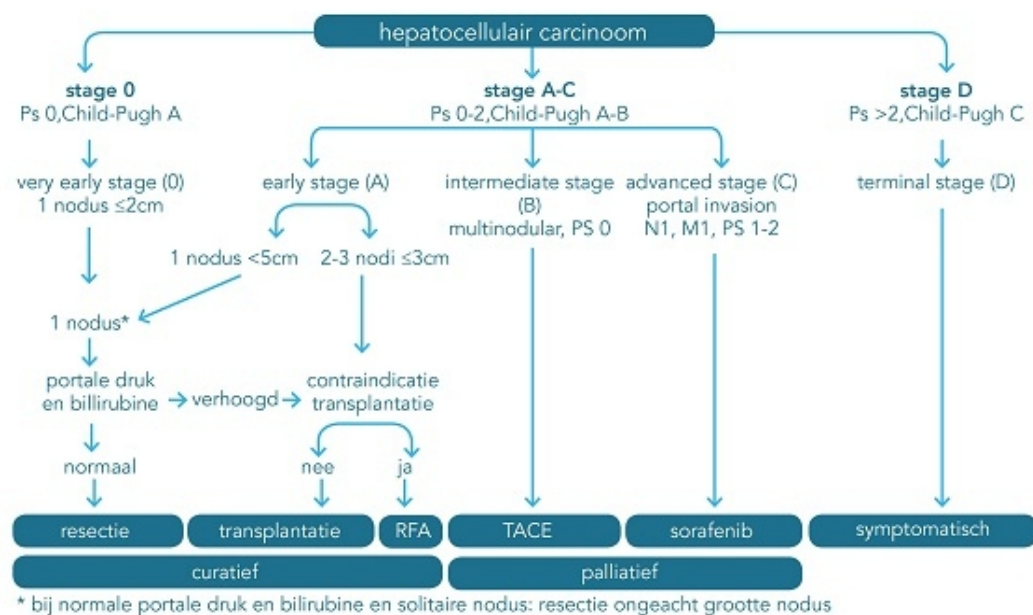 hepatocellulair carcinoom
stage 0
Ps 0,Child-Pugh A
stage A-C
Ps 0-2,Child-Pugh A-B
stage D
Ps >2,Child-Pugh C
very early stage (0)
1 nodus ≤2cm
early stage (A)
intermediate stage
(B)
multinodular, PS 0
advanced stage (C)
portal invasion
N1, M1, PS 1-2
terminal stage (D)
1 nodus <5cm
2-3 nodi ≤3cm
1 nodus*
portale druk
en billirubine
verhoogd
contraindicatie
transplantatie
normaal
nee
ja
resectie
transplantatie
RFA
TACE
sorafenib
symptomatisch
curatief
palliatief
* bij normale portale druk en bilirubine en solitaire nodus: resectie ongeacht grootte nodus